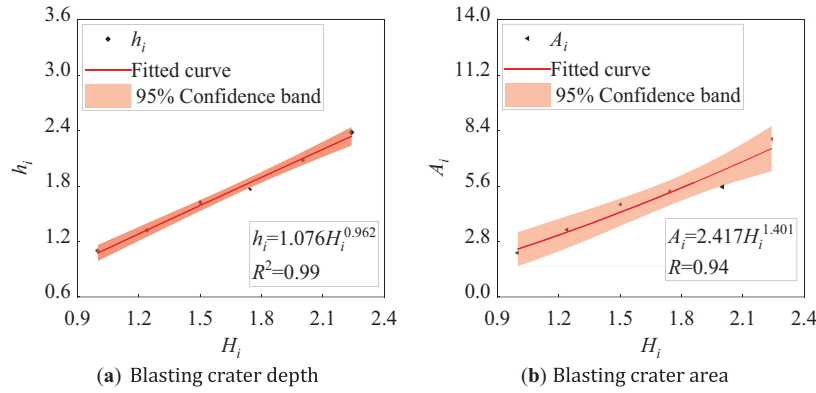 3.6
3.0
2.4
1.8
1.2
0.6
h_i
h_i
Fitted curve
95% Confidence band
h_i=1.076H_i^0.962
R^2=0.99
0.9 1.2 1.5 1.8 2.1 2.4
H_i
(a) Blasting crater depth
14.0
11.2
8.4
5.6
2.8
0.0
A_i
A_i
Fitted curve
95% Confidence band
A_i=2.417H_i^1.401
R=0.94
0.9 1.2 1.5 1.8 2.1 2.4
H_i
(b) Blasting crater area